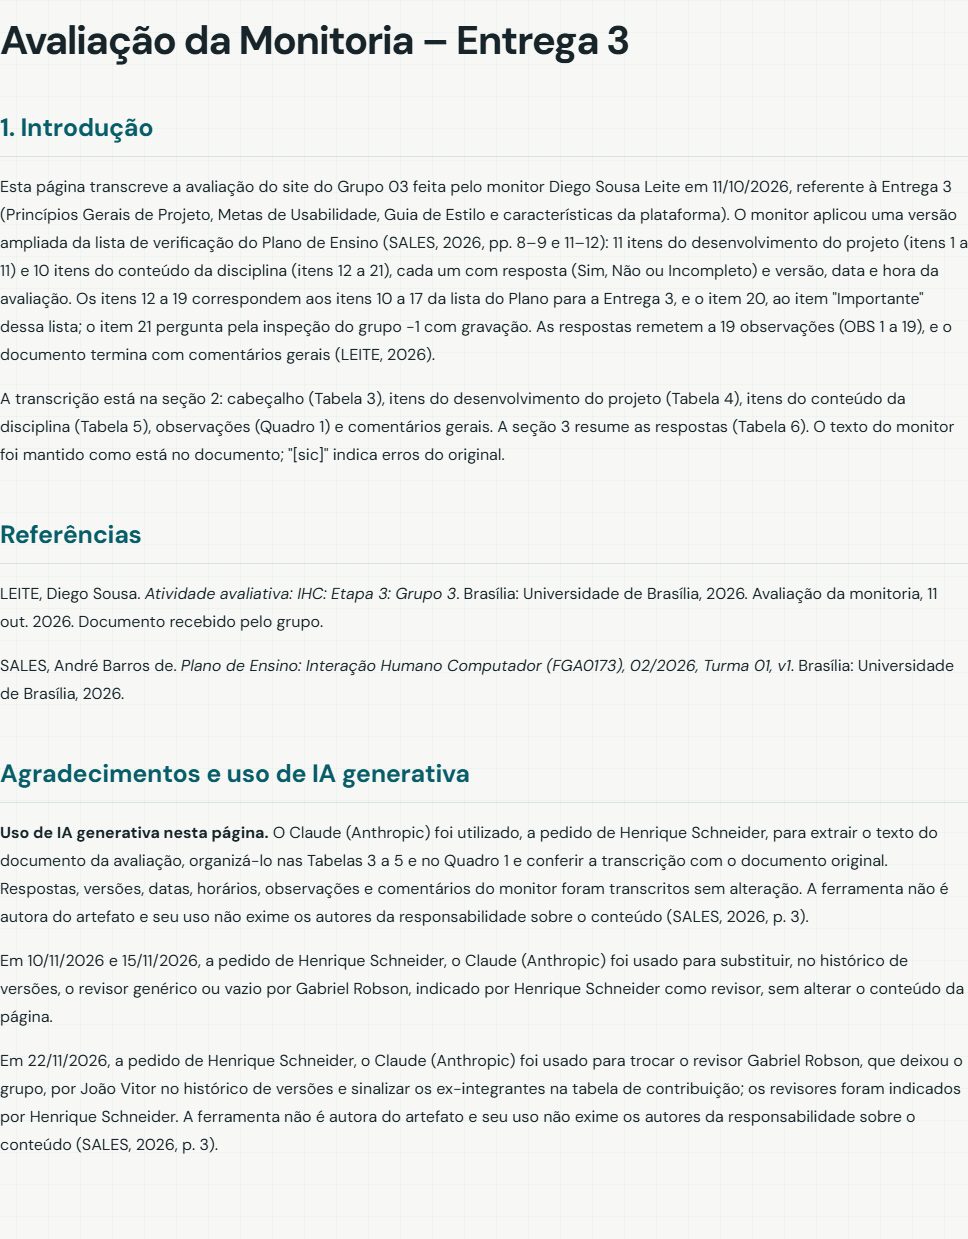 Avaliação da Monitoria – Entrega 3
1. Introdução
Esta página transcreve a avaliação do site do Grupo 03 feita pelo monitor Diego Sousa Leite em 11/10/2026, referente à Entrega 3
(Princípios Gerais de Projeto, Metas de Usabilidade, Guia de Estilo e características da plataforma). O monitor aplicou uma versão
ampliada da lista de verificação do Plano de Ensino (SALES, 2026, pp. 8–9 e 11–12): 11 itens do desenvolvimento do projeto (itens 1 a
11) e 10 itens do conteúdo da disciplina (itens 12 a 21), cada um com resposta (Sim, Não ou Incompleto) e versão, data e hora da
avaliação. Os itens 12 a 19 correspondem aos itens 10 a 17 da lista do Plano para a Entrega 3, e o item 20, ao item "Importante"
dessa lista; o item 21 pergunta pela inspeção do grupo -1 com gravação. As respostas remetem a 19 observações (OBS 1 a 19), e o
documento termina com comentários gerais (LEITE, 2026).
A transcrição está na seção 2: cabeçalho (Tabela 3), itens do desenvolvimento do projeto (Tabela 4), itens do conteúdo da
disciplina (Tabela 5), observações (Quadro 1) e comentários gerais. A seção 3 resume as respostas (Tabela 6). O texto do monitor
foi mantido como está no documento; "[sic]" indica erros do original.
Referências
LEITE, Diego Sousa. Atividade avaliativa: IHC: Etapa 3: Grupo 3. Brasília: Universidade de Brasília, 2026. Avaliação da monitoria, 11
out. 2026. Documento recebido pelo grupo.
SALES, André Barros de. Plano de Ensino: Interação Humano Computador (FGA0173), 02/2026, Turma 01, v1. Brasília: Universidade
de Brasília, 2026.
Agradecimentos e uso de IA generativa
Uso de IA generativa nesta página. O Claude (Anthropic) foi utilizado, a pedido de Henrique Schneider, para extrair o texto do
documento da avaliação, organizá-lo nas Tabelas 3 a 5 e no Quadro 1 e conferir a transcrição com o documento original.
Respostas, versões, datas, horários, observações e comentários do monitor foram transcritos sem alteração. A ferramenta não é
autora do artefato e seu uso não exime os autores da responsabilidade sobre o conteúdo (SALES, 2026, p. 3).
Em 10/11/2026 e 15/11/2026, a pedido de Henrique Schneider, o Claude (Anthropic) foi usado para substituir, no histórico de
versões, o revisor genérico ou vazio por Gabriel Robson, indicado por Henrique Schneider como revisor, sem alterar o conteúdo da
página.
Em 22/11/2026, a pedido de Henrique Schneider, o Claude (Anthropic) foi usado para trocar o revisor Gabriel Robson, que deixou o
grupo, por João Vitor no histórico de versões e sinalizar os ex-integrantes na tabela de contribuição; os revisores foram indicados
por Henrique Schneider. A ferramenta não é autora do artefato e seu uso não exime os autores da responsabilidade sobre o
conteúdo (SALES, 2026, p. 3).